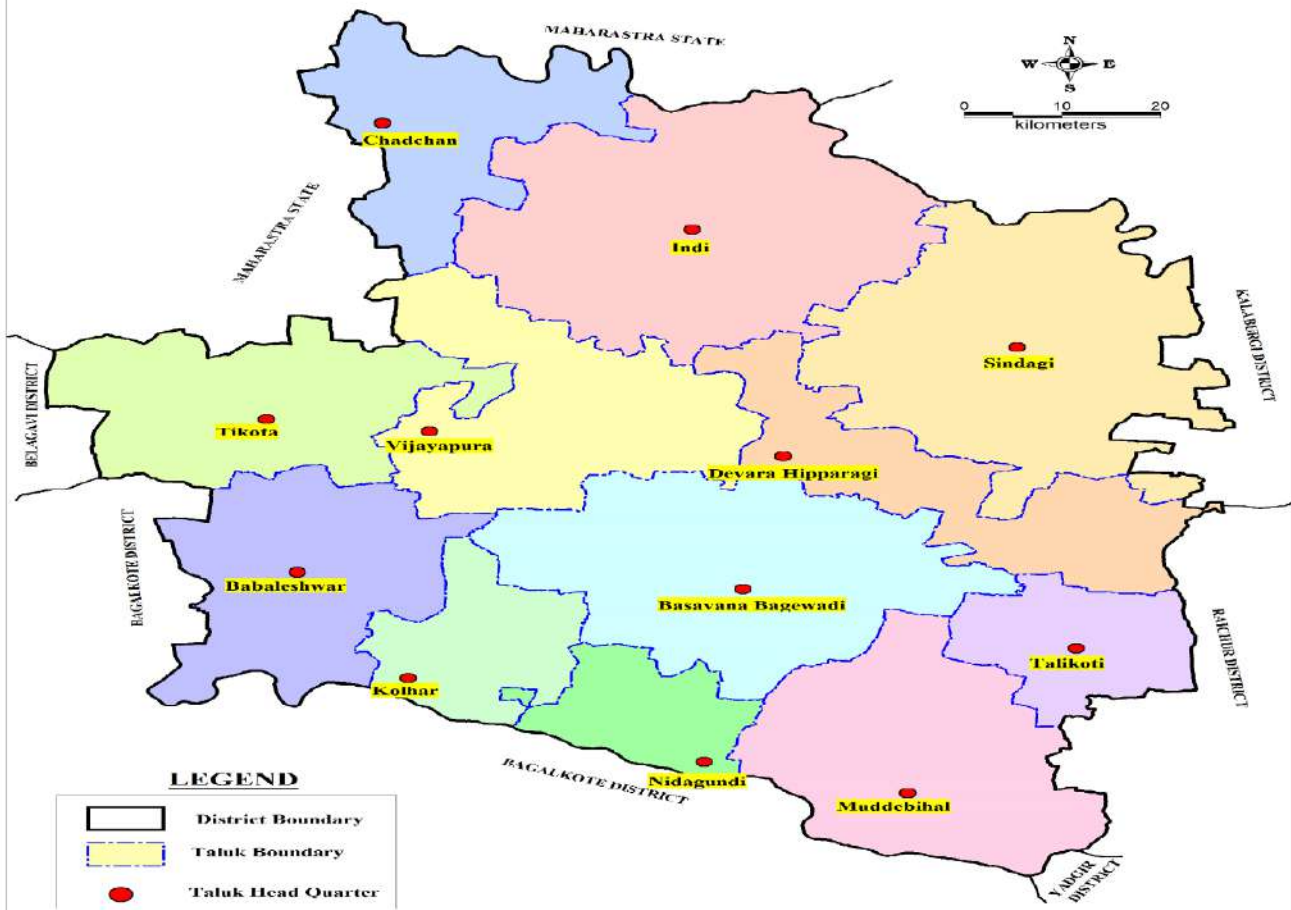 MAHARASTRA STATE
N
W E
S
0 10 20
kilometers
Chadchan
MAHARASTRA STATE
Indi
KALABURGI DISTRICT
Sindagi
BELAGAVI DISTRICT
Tikota
Vijayapura
Devara Hipparagi
BAGALKOTE DISTRICT
Babaleshwar
Basavana Bagewadi
RAICHUR DISTRICT
Talikoti
Kolhar
BAGALKOTE DISTRICT
Nidagundi
Muddebihal
YADGIR
DISTRICT
LEGEND
District Boundary
Taluk Boundary
Taluk Head Quarter